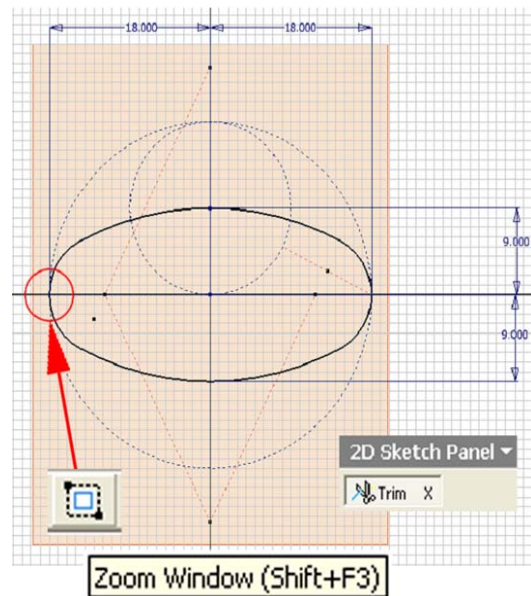 18.000 18.000
9.000
9.000
2D Sketch Panel
Trim X
Zoom Window (Shift+F3)